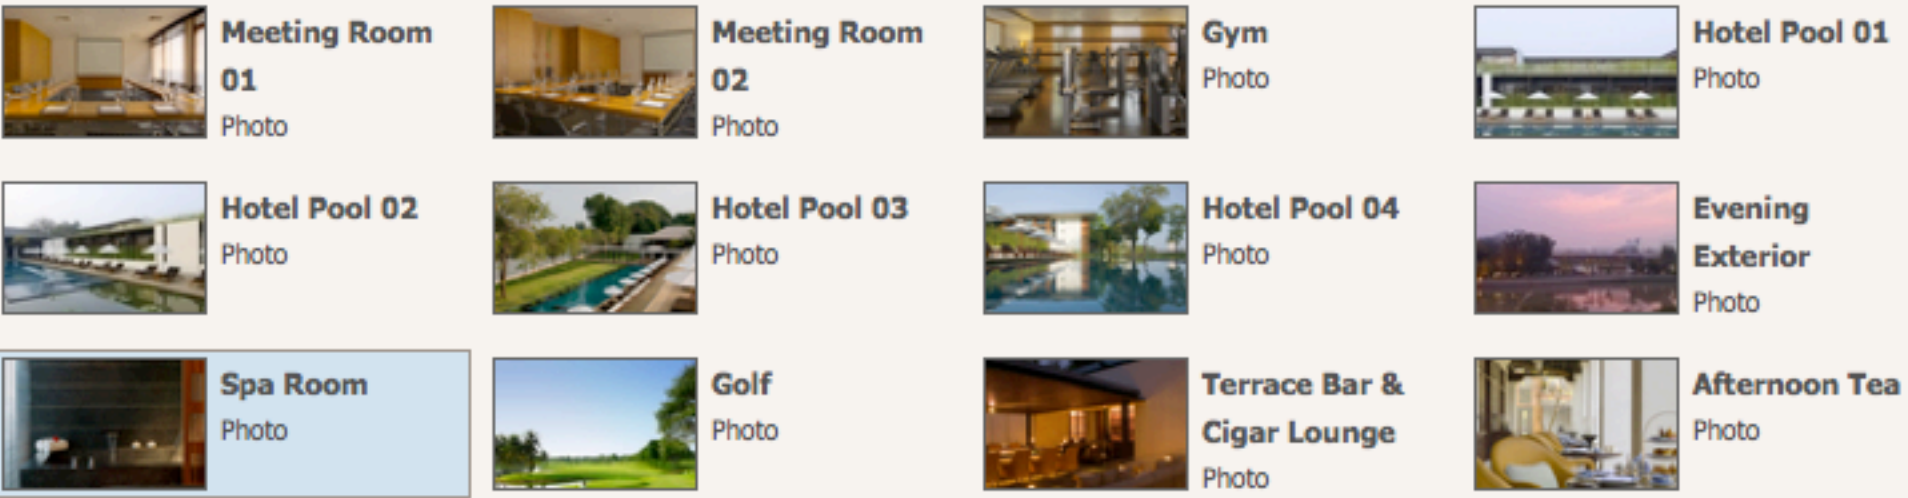 Meeting Room
01
Photo
Meeting Room
02
Photo
Gym
Photo
Hotel Pool 01
Photo
Hotel Pool 02
Photo
Hotel Pool 03
Photo
Hotel Pool 04
Photo
Evening
Exterior
Photo
Spa Room
Photo
Golf
Photo
Terrace Bar &
Cigar Lounge
Photo
Afternoon Tea
Photo